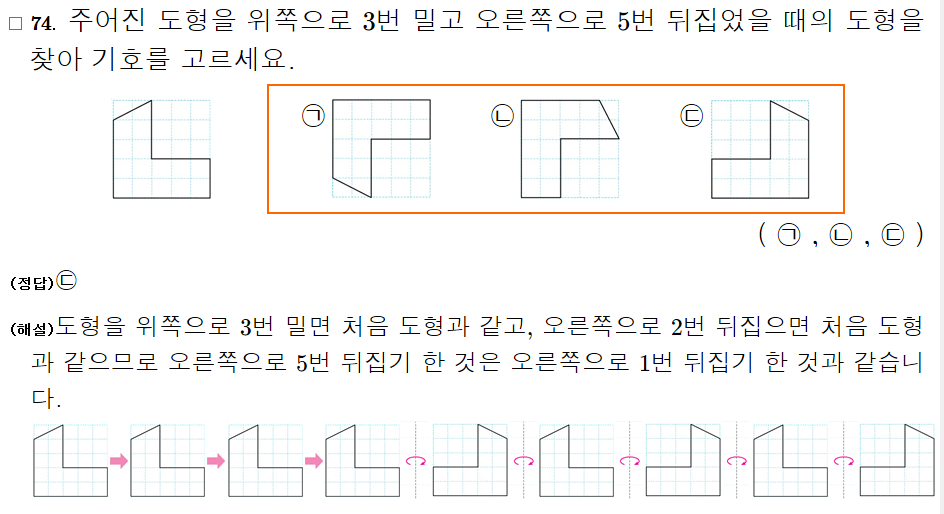 □ 74. 주어진 도형을 위쪽으로 3번 밀고 오른쪽으로 5번 뒤집었을 때의 도형을
찾아 기호를 고르세요.
㉠ ㉡ ㉢
( ㉠ , ㉡ , ㉢ )
(정답)㉢
(해설)도형을 위쪽으로 3번 밀면 처음 도형과 같고, 오른쪽으로 2번 뒤집으면 처음 도형
과 같으므로 오른쪽으로 5번 뒤집기 한 것은 오른쪽으로 1번 뒤집기 한 것과 같습니
다.